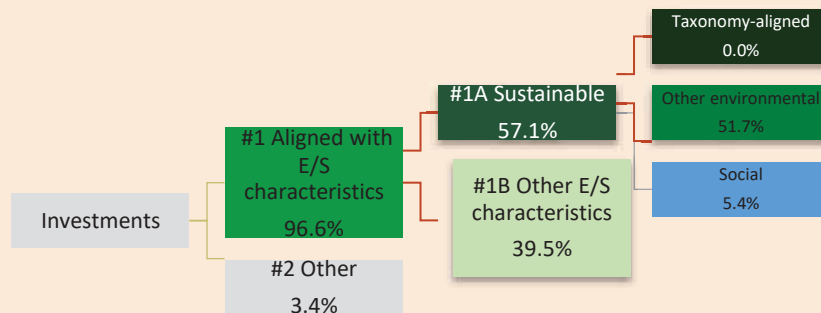 Investments
#1 Aligned with
E/S
characteristics
96.6%
#2 Other
3.4%
#1A Sustainable
57.1%
#1B Other E/S
characteristics
39.5%
Taxonomy-aligned
0.0%
Other environmental
51.7%
Social
5.4%